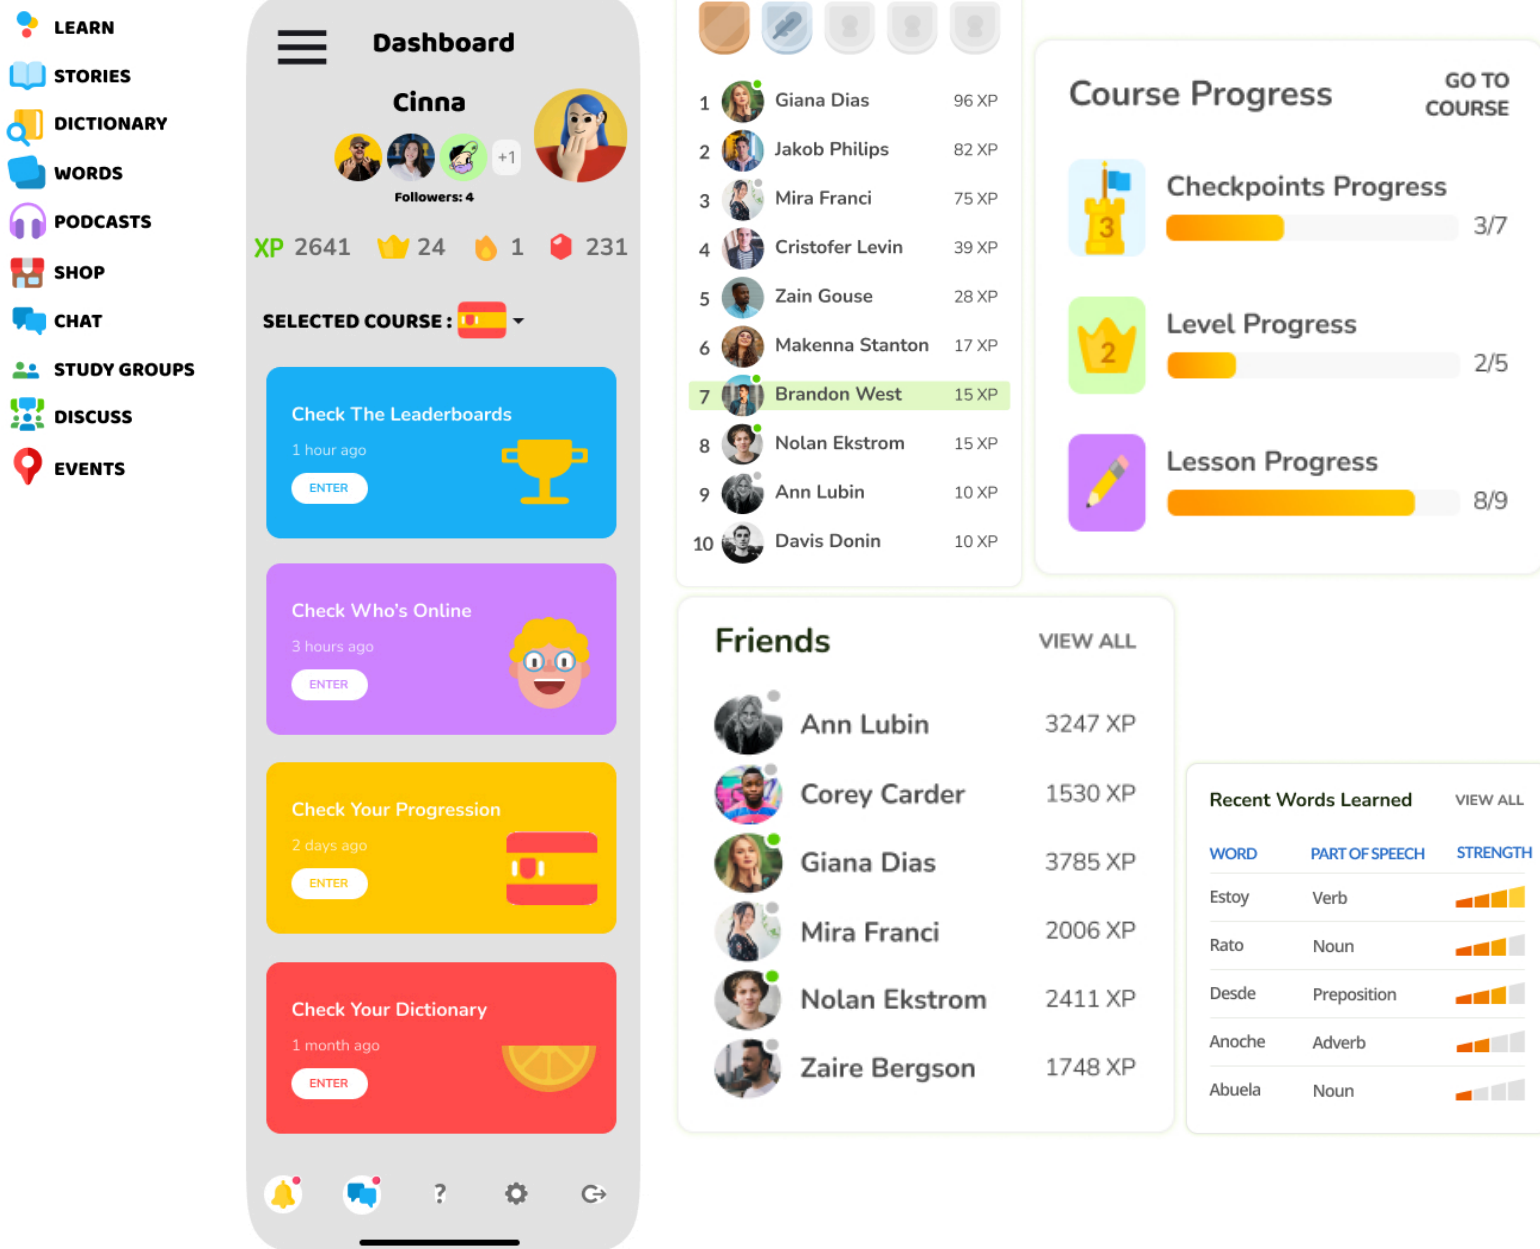 LEARN
STORIES
DICTIONARY
WORDS
PODCASTS
SHOP
CHAT
STUDY GROUPS
DISCUSS
EVENTS
Dashboard
Cinna
+1
Followers: 4
XP 2641
24
1
231
SELECTED COURSE :
Check The Leaderboards
1 hour ago
ENTER
Check Who's Online
3 hours ago
ENTER
Check Your Progression
2 days ago
ENTER
Check Your Dictionary
1 month ago
ENTER
?
1 Giana Dias 96 XP
2 Jakob Philips 82 XP
3 Mira Franci 75 XP
4 Cristofer Levin 39 XP
5 Zain Gouse 28 XP
6 Makenna Stanton 17 XP
7 Brandon West 15 XP
8 Nolan Ekstrom 15 XP
9 Ann Lubin 10 XP
10 Davis Donin 10 XP
Course Progress
GO TO
COURSE
3
Checkpoints Progress
3/7
2
Level Progress
2/5
Lesson Progress
8/9
Friends VIEW ALL
Ann Lubin 3247 XP
Corey Carder 1530 XP
Giana Dias 3785 XP
Mira Franci 2006 XP
Nolan Ekstrom 2411 XP
Zaire Bergson 1748 XP
Recent Words Learned VIEW ALL
WORD PART OF SPEECH STRENGTH
Estoy Verb
Rato Noun
Desde Preposition
Anoche Adverb
Abuela Noun